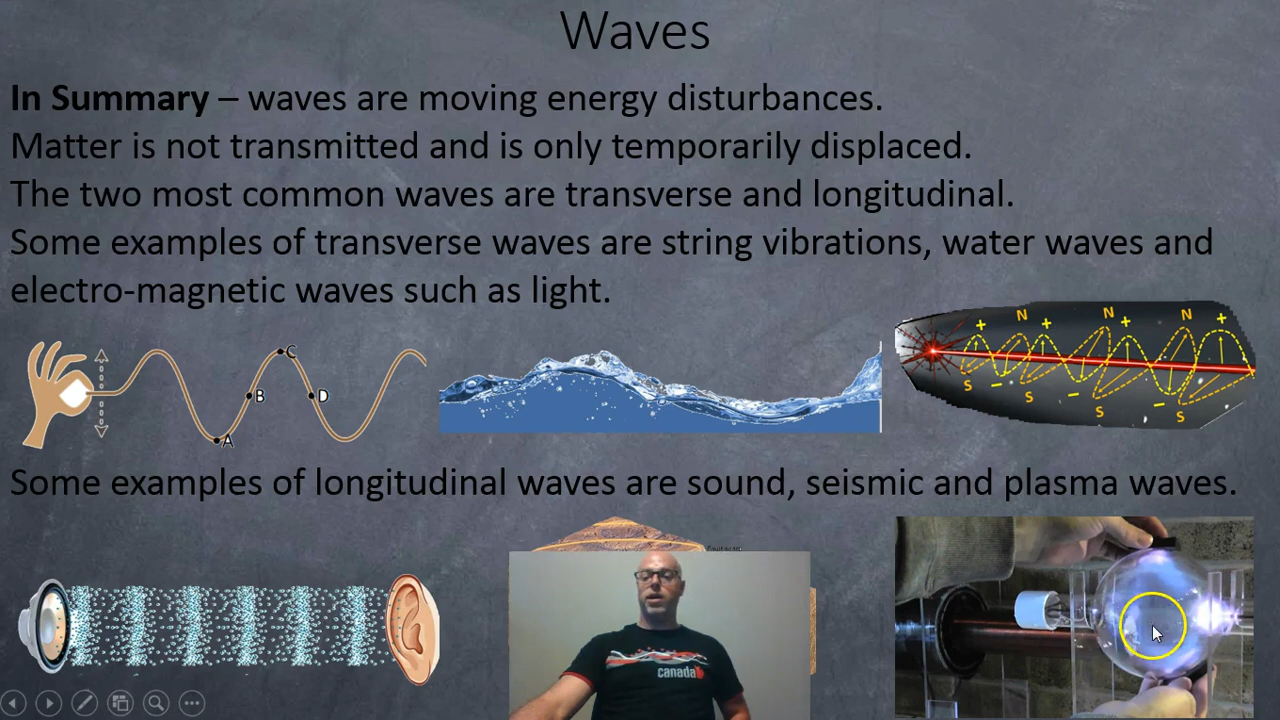 Waves
In Summary – waves are moving energy disturbances.
Matter is not transmitted and is only temporarily displaced.
The two most common waves are transverse and longitudinal.
Some examples of transverse waves are string vibrations, water waves and
electro-magnetic waves such as light.
C
B
D
A
+ N + N + N +
S – S – S – S
Some examples of longitudinal waves are sound, seismic and plasma waves.
canada